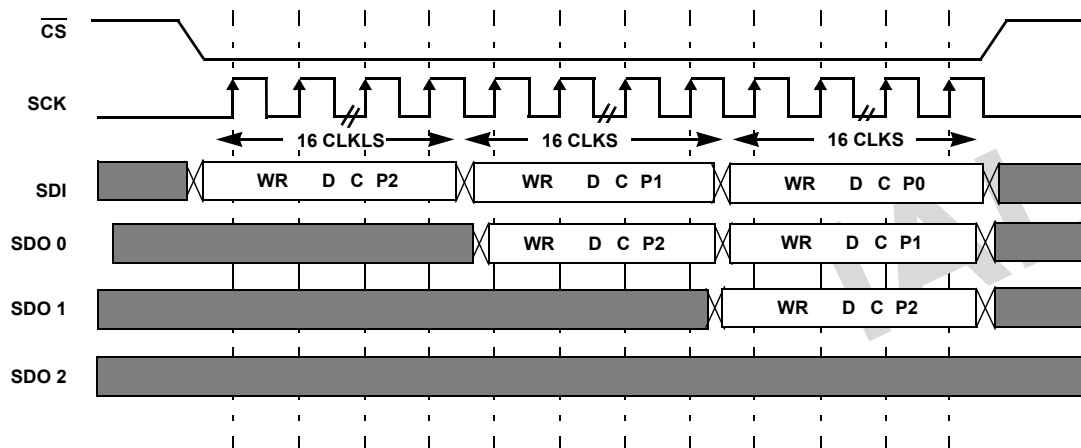 CS
SCK
16 CLKLS 16 CLKS 16 CLKS
SDI WR D C P2 WR D C P1 WR D C P0
SDO 0 WR D C P2 WR D C P1
SDO 1 WR D C P2
SDO 2